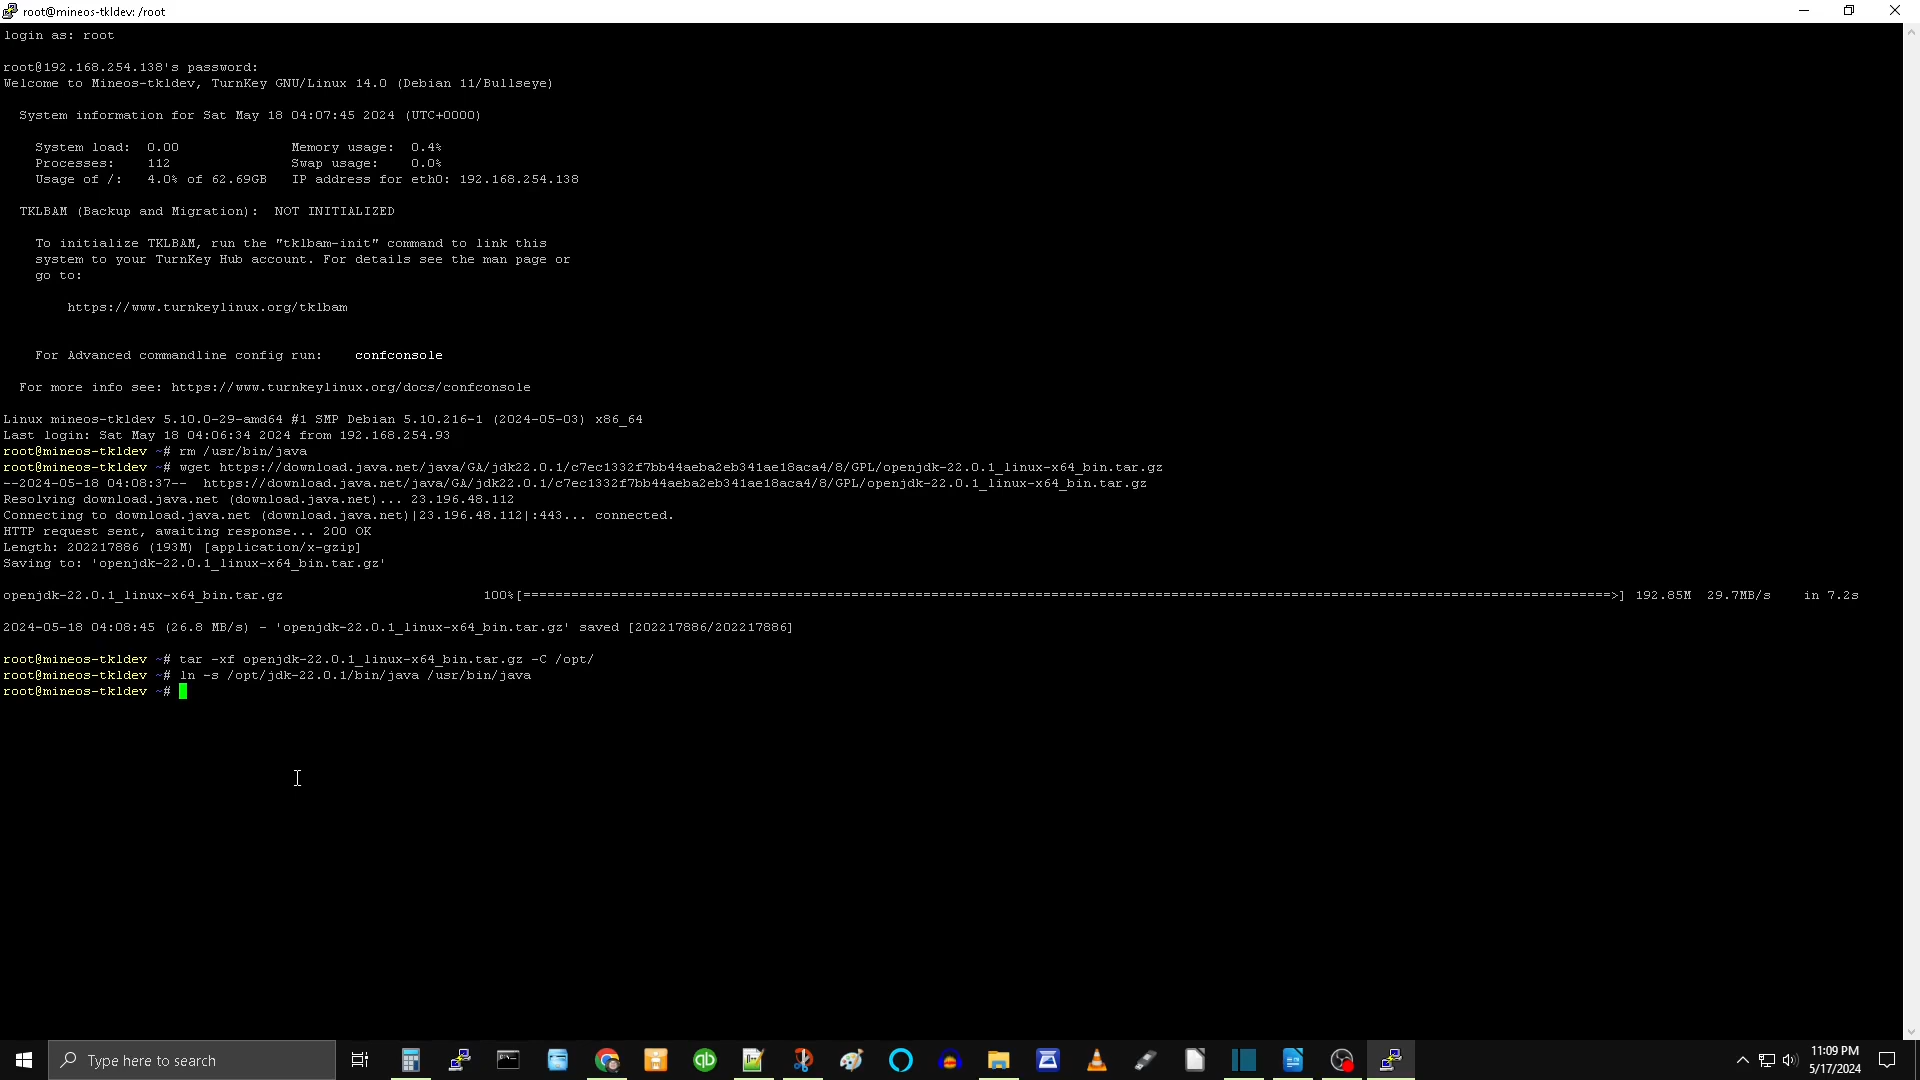 root@mineos-tkldev: /root
login as: root
root@192.168.254.138's password:
Welcome to Mineos-tkldev, TurnKey GNU/Linux 14.0 (Debian 11/Bullseye)
System information for Sat May 18 04:07:45 2024 (UTC+0000)
System load:  0.00              Memory usage:  0.4%
Processes:    112               Swap usage:    0.0%
Usage of /:   4.0% of 62.69GB   IP address for eth0: 192.168.254.138
TKLBAM (Backup and Migration):  NOT INITIALIZED
To initialize TKLBAM, run the "tklbam-init" command to link this
system to your TurnKey Hub account. For details see the man page or
go to:
https://www.turnkeylinux.org/tklbam
For Advanced commandline config run:    confconsole
For more info see: https://www.turnkeylinux.org/docs/confconsole
Linux mineos-tkldev 5.10.0-29-amd64 #1 SMP Debian 5.10.216-1 (2024-05-03) x86_64
Last login: Sat May 18 04:06:34 2024 from 192.168.254.93
root@mineos-tkldev ~# rm /usr/bin/java
root@mineos-tkldev ~# wget https://download.java.net/java/GA/jdk22.0.1/c7ec1332f7bb44aeba2eb341ae18aca4/8/GPL/openjdk-22.0.1_linux-x64_bin.tar.gz
--2024-05-18 04:08:37--  https://download.java.net/java/GA/jdk22.0.1/c7ec1332f7bb44aeba2eb341ae18aca4/8/GPL/openjdk-22.0.1_linux-x64_bin.tar.gz
Resolving download.java.net (download.java.net)... 23.196.48.112
Connecting to download.java.net (download.java.net)|23.196.48.112|:443... connected.
HTTP request sent, awaiting response... 200 OK
Length: 202217886 (193M) [application/x-gzip]
Saving to: 'openjdk-22.0.1_linux-x64_bin.tar.gz'
openjdk-22.0.1_linux-x64_bin.tar.gz                         100%[========================================================================================================================================>] 192.85M  29.7MB/s    in 7.2s
2024-05-18 04:08:45 (26.8 MB/s) - 'openjdk-22.0.1_linux-x64_bin.tar.gz' saved [202217886/202217886]
root@mineos-tkldev ~# tar -xf openjdk-22.0.1_linux-x64_bin.tar.gz -C /opt/
root@mineos-tkldev ~# ln -s /opt/jdk-22.0.1/bin/java /usr/bin/java
root@mineos-tkldev ~#
Type here to search
11:09 PM
5/17/2024